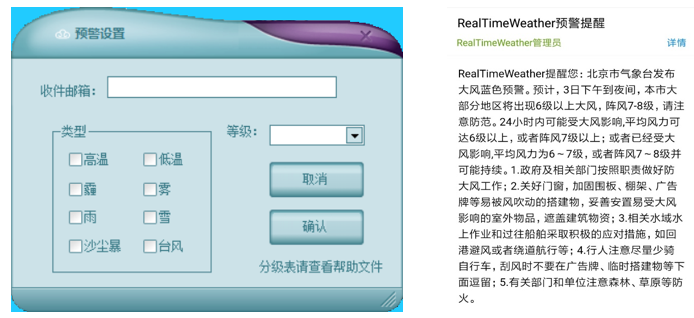 预警设置
收件邮箱：
类型
等级：
高温
低温
霾
雾
雨
雪
沙尘暴
台风
取消
确认
分级表请查看帮助文件
RealTimeWeather预警提醒
RealTimeWeather管理员 详情
RealTimeWeather提醒您：北京市气象台发布
大风蓝色预警。预计，3日下午到夜间，本市大
部分地区将出现6级以上大风，阵风7-8级，请注
意防范。24小时内可能受大风影响,平均风力可
达6级以上，或者阵风7级以上；或者已经受大
风影响,平均风力为6～7级，或者阵风7～8级并
可能持续。1.政府及相关部门按照职责做好防
大风工作；2.关好门窗，加固围板、棚架、广告
牌等易被风吹动的搭建物，妥善安置易受大风
影响的室外物品，遮盖建筑物资；3.相关水域水
上作业和过往船舶采取积极的应对措施，如回
港避风或者绕道航行等；4.行人注意尽量少骑
自行车，刮风时不要在广告牌、临时搭建物等下
面逗留；5.有关部门和单位注意森林、草原等防
火。